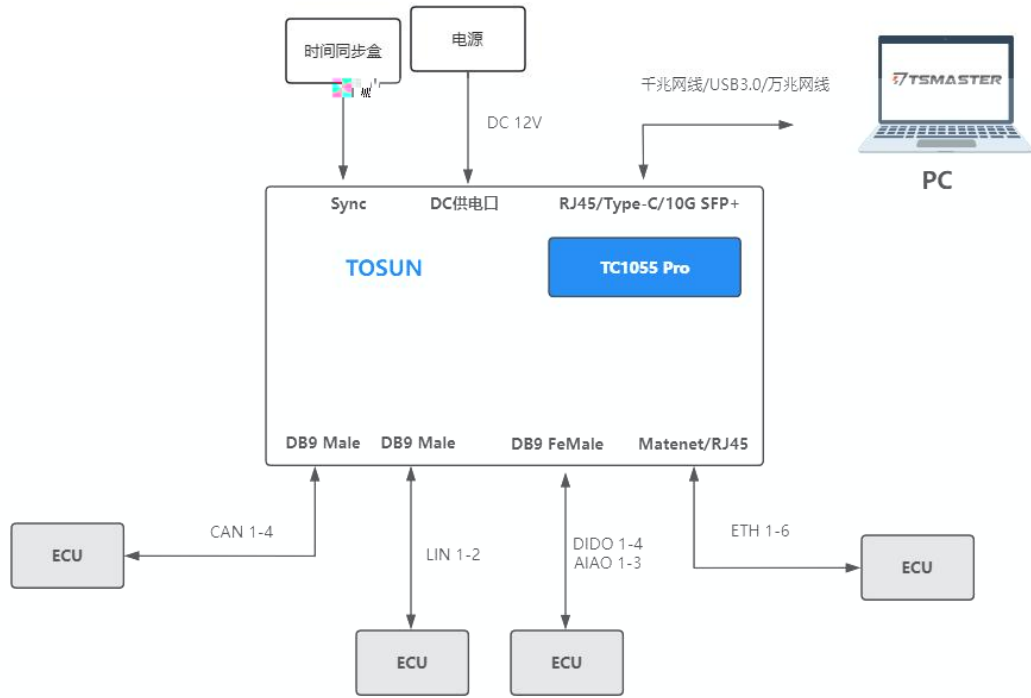 时间同步盒
电源
千兆网线/USB3.0/万兆网线
TSMASTER
DC 12V
PC
Sync
DC供电口
RJ45/Type-C/10G SFP+
TOSUN
TC1055 Pro
DB9 Male
DB9 Male
DB9 FeMale
Matenet/RJ45
CAN 1-4
LIN 1-2
DIDO 1-4
AIAO 1-3
ETH 1-6
ECU
ECU
ECU
ECU